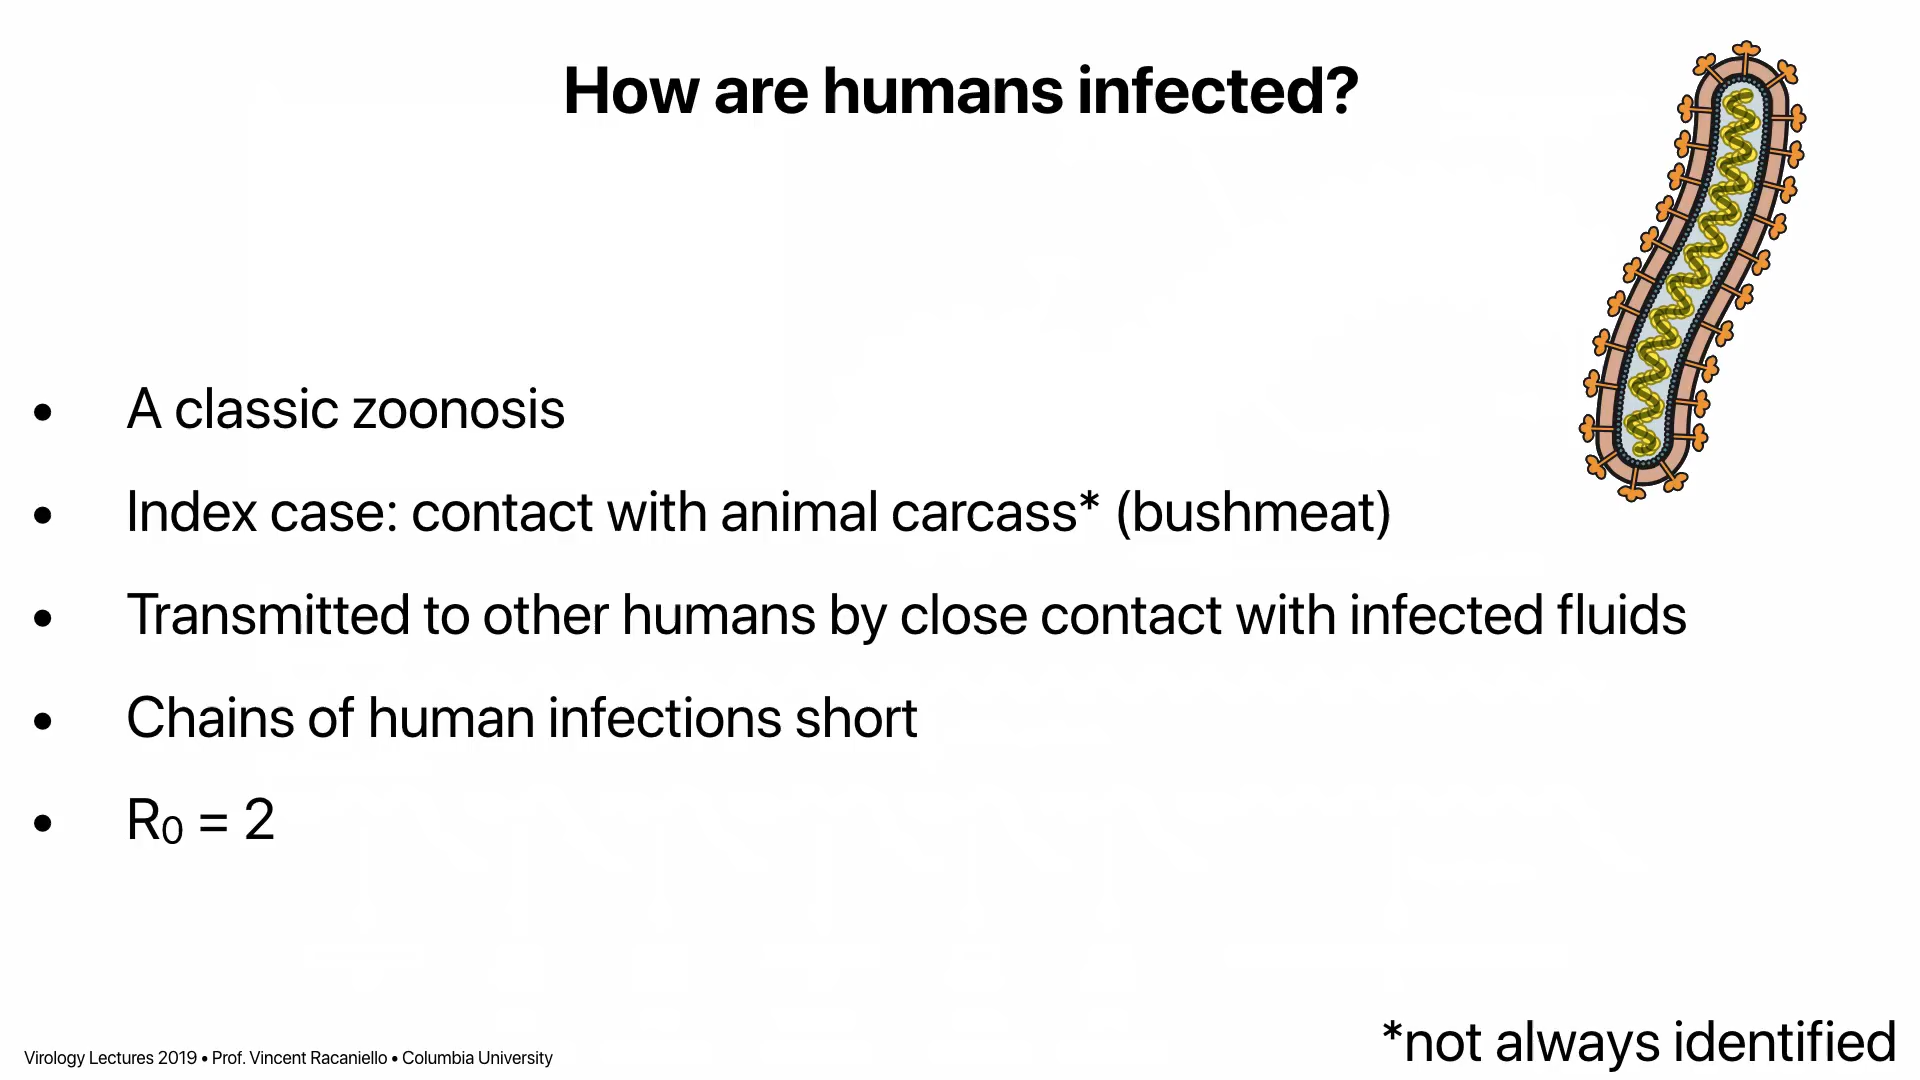 How are humans infected?
• A classic zoonosis
• Index case: contact with animal carcass* (bushmeat)
• Transmitted to other humans by close contact with infected fluids
• Chains of human infections short
• R₀ = 2
*not always identified
Virology Lectures 2019 • Prof. Vincent Racaniello • Columbia University